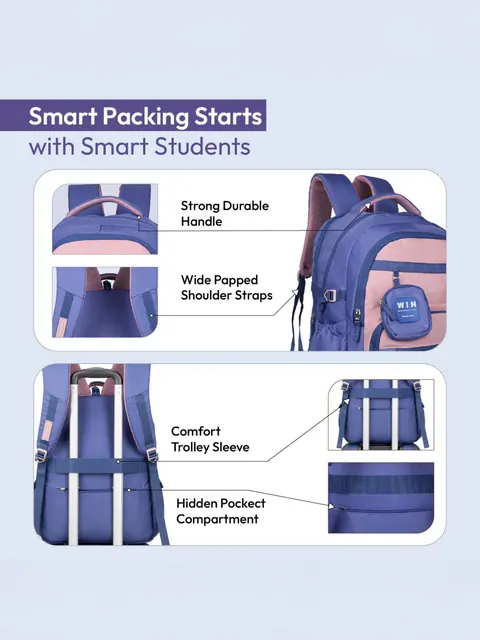 Smart Packing Starts
with Smart Students
Strong Durable
Handle
Wide Papped
Shoulder Straps
WIN
Comfort
Trolley Sleeve
Hidden Pockect
Compartment